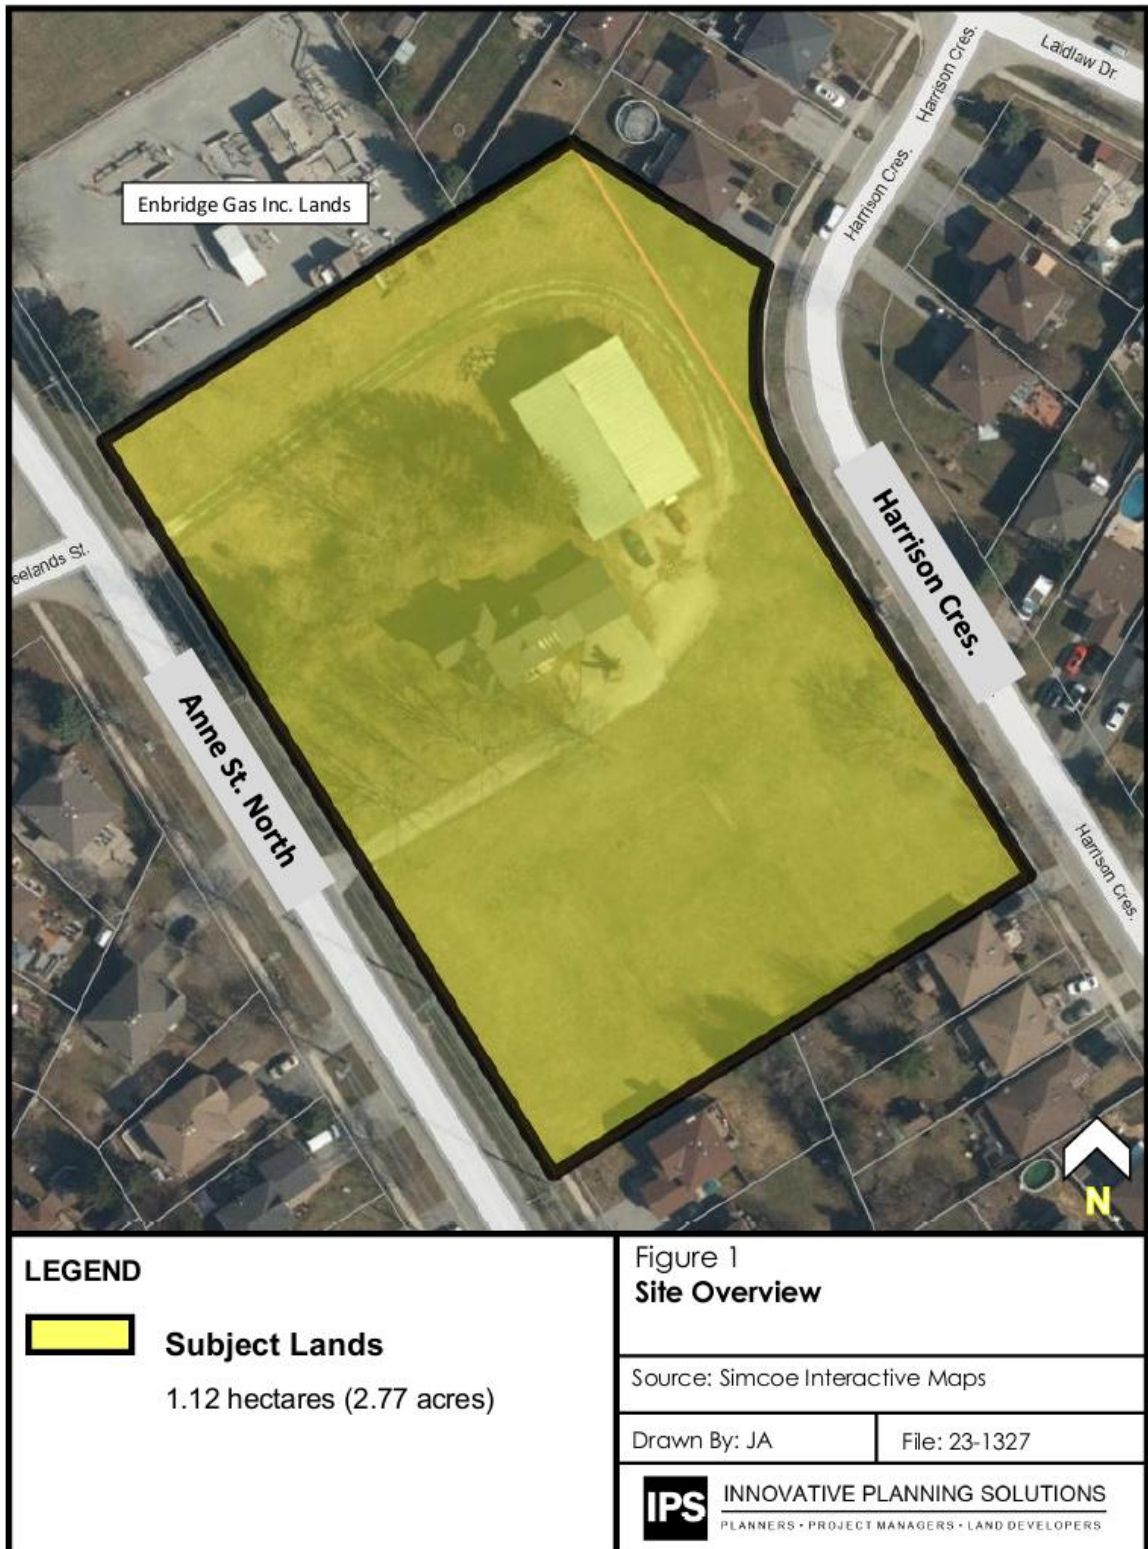 Laidlaw Dr.
Harrison Cres.
Harrison Cres.
Enbridge Gas Inc. Lands
Harrison Cres.
Anne St. North
Harrison Cres.
N
LEGEND
Subject Lands
1.12 hectares (2.77 acres)
Figure 1
Site Overview
Source: Simcoe Interactive Maps
Drawn By: JA
File: 23-1327
IPS
INNOVATIVE PLANNING SOLUTIONS
PLANNERS • PROJECT MANAGERS • LAND DEVELOPERS